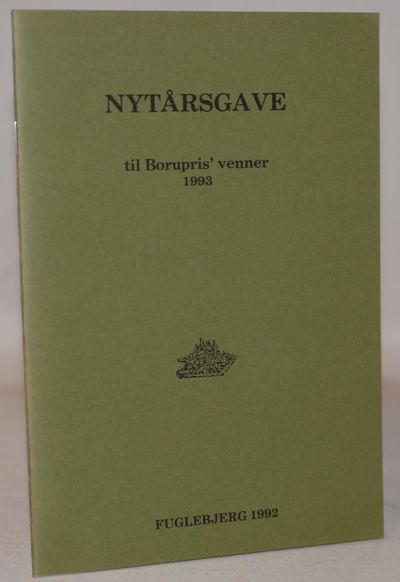 NYTÅRSGAVE
til Borupris' venner
1993
FUGLEBJERG 1992